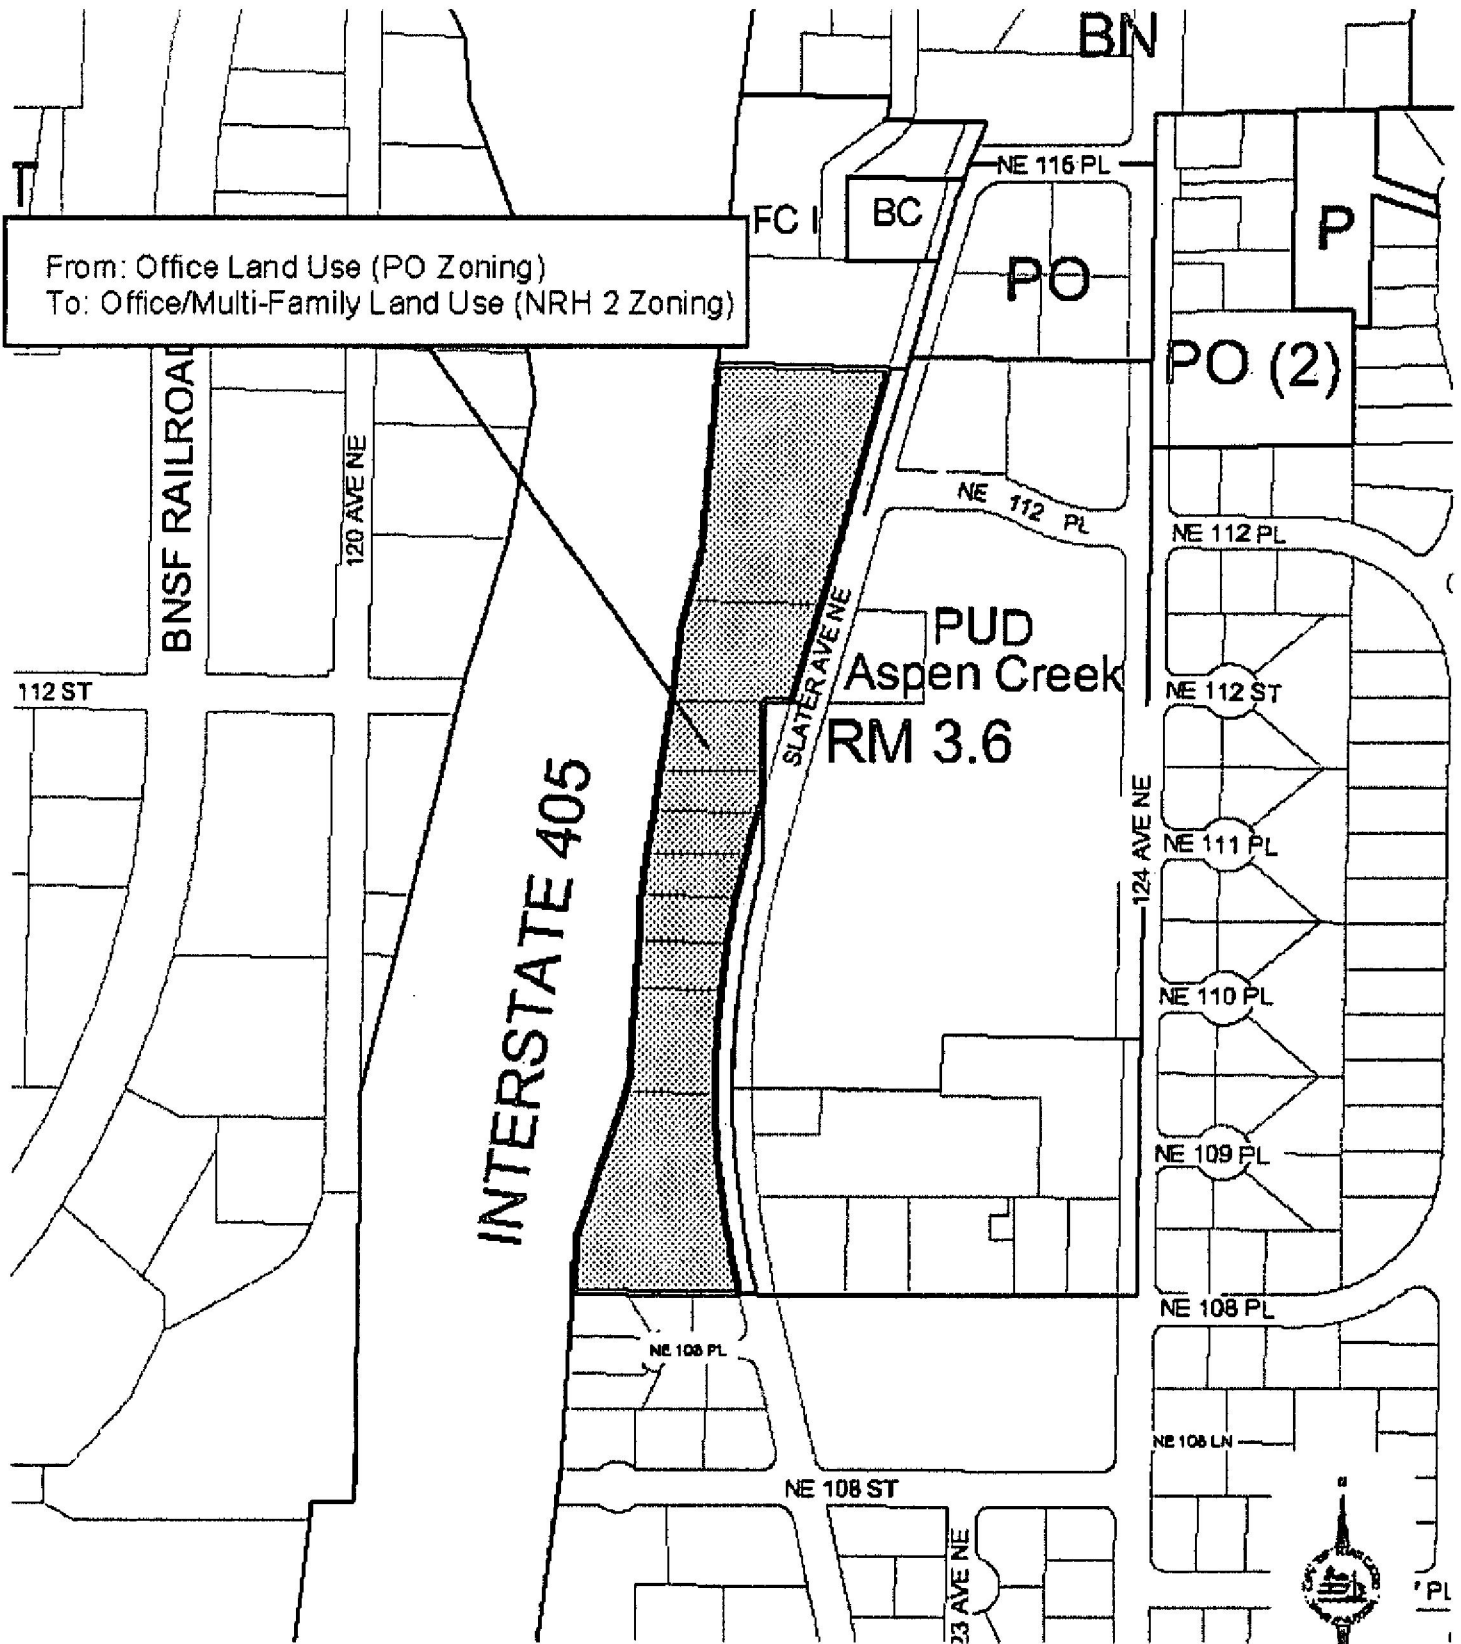 BN
T
NE 116 PL
FC I
BC
P
PO
From: Office Land Use (PO Zoning)
To: Office/Multi-Family Land Use (NRH 2 Zoning)
PO (2)
BNSF RAILROAD
120 AVE NE
NE 112 PL
NE 112 PL
SLATER AVE NE
PUD
Aspen Creek
RM 3.6
112 ST
NE 112 ST
INTERSTATE 405
124 AVE NE
NE 111 PL
NE 110 PL
NE 109 PL
NE 108 PL
NE 108 PL
NE 108 LN
NE 108 ST
23 AVE NE
PL